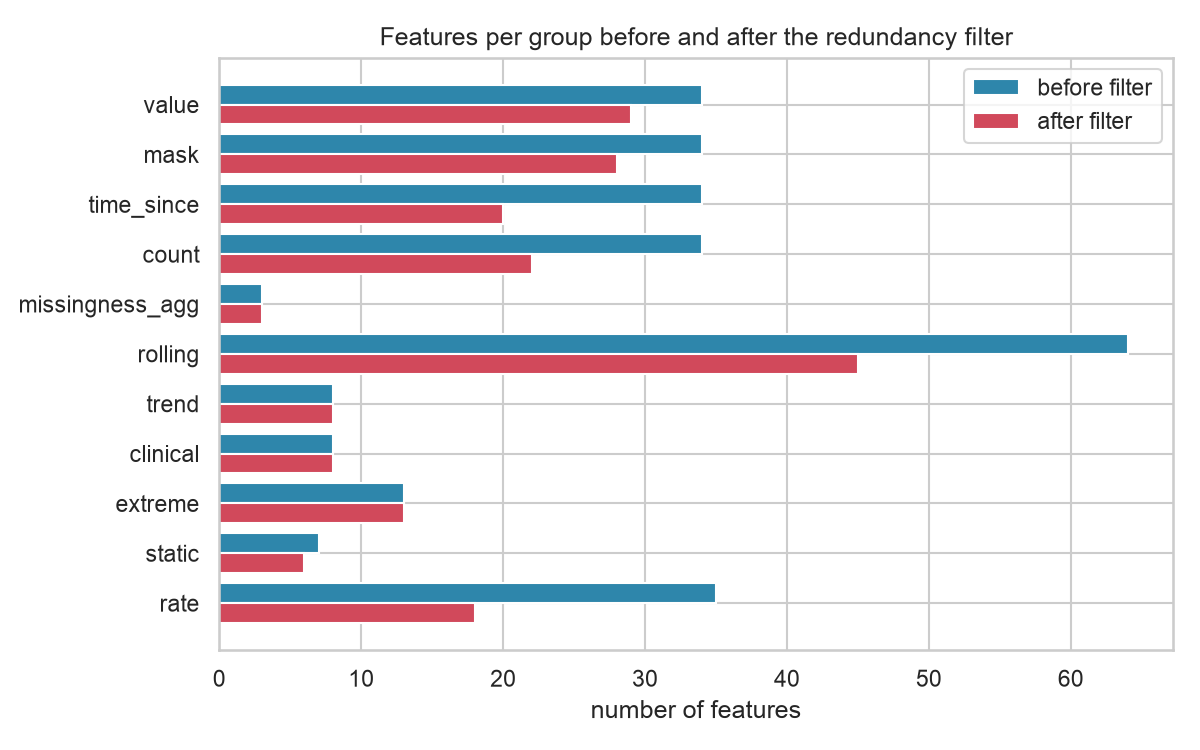 Features per group before and after the redundancy filter
before filter
after filter
value
mask
time_since
count
missingness_agg
rolling
trend
clinical
extreme
static
rate
0 10 20 30 40 50 60
number of features